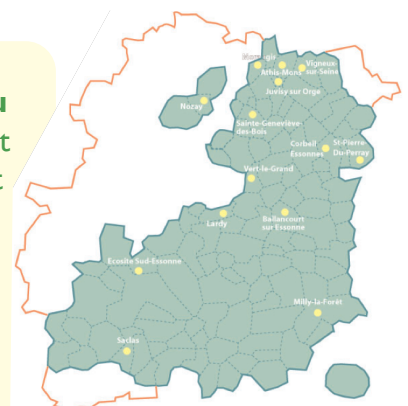 u
t
t
Vigneux
sur-Seine
Athis-Mons
Juvisy sur Orge
Nozay
Sainte-Geneviève
des-Bois
Corbeil
Essonnes
St-Pierre
Du-Perray
Vert-le-Grand
Lardy
Ballancourt
sur Essonne
Ecosite Sud-Essonne
Milly-la-Forêt
Saclas